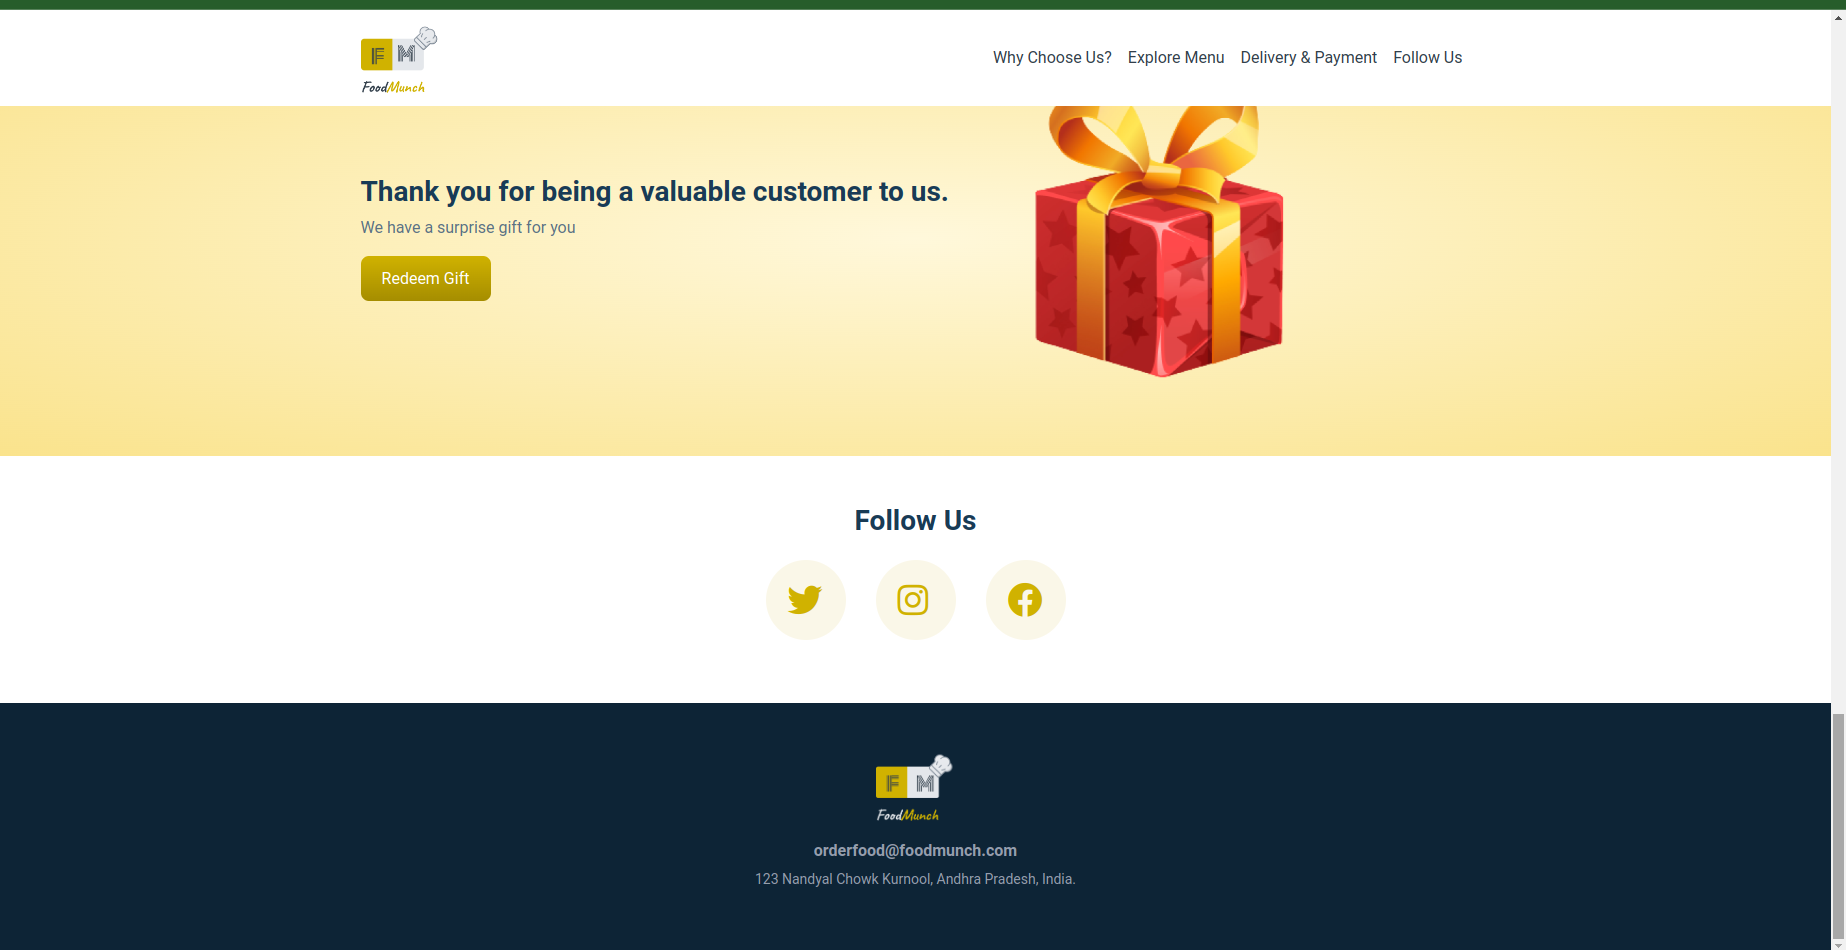 F M
FoodMunch
Why Choose Us? Explore Menu Delivery & Payment Follow Us
Thank you for being a valuable customer to us.
We have a surprise gift for you
Redeem Gift
Follow Us
F M
FoodMunch
orderfood@foodmunch.com
123 Nandyal Chowk Kurnool, Andhra Pradesh, India.